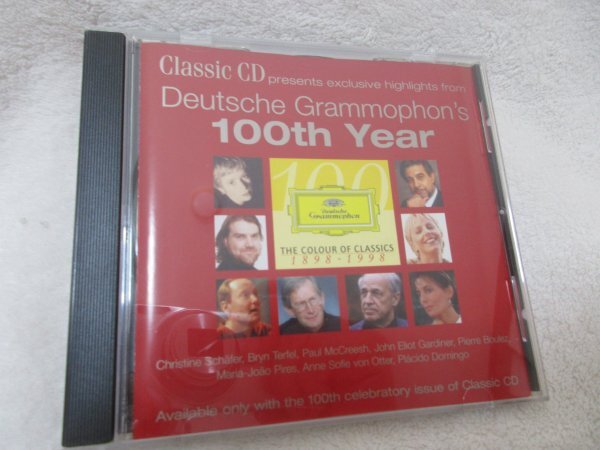 Classic CD presents exclusive highlights from
Deutsche Grammophon's
100th Year
100
Deutsche
Grammophon
THE COLOUR OF CLASSICS
1898-1998
Christine Schäfer, Bryn Terfel, Paul McCreesh, John Eliot Gardiner, Pierre Boulez,
Maria-João Pires, Anne Sofie von Otter, Plácido Domingo
Available only with the 100th celebratory issue of Classic CD